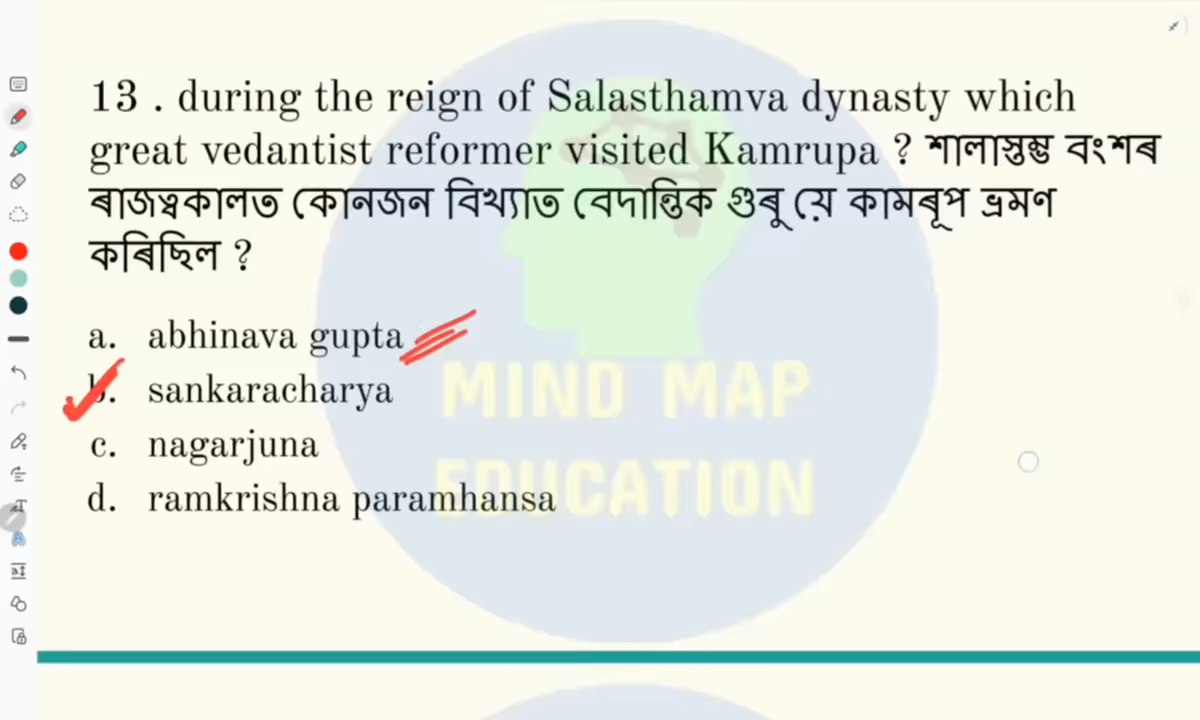 13 . during the reign of Salasthamva dynasty which
great vedantist reformer visited Kamrupa ? শালাস্তম্ভ বংশৰ
ৰাজত্বকালত কোনজন বিখ্যাত বেদান্তিক গুৰু য়ে কামৰূপ ভ্ৰমণ
কৰিছিল ?
a. abhinava gupta
b. sankaracharya
c. nagarjuna
d. ramkrishna paramhansa
MIND MAP
EDUCATION